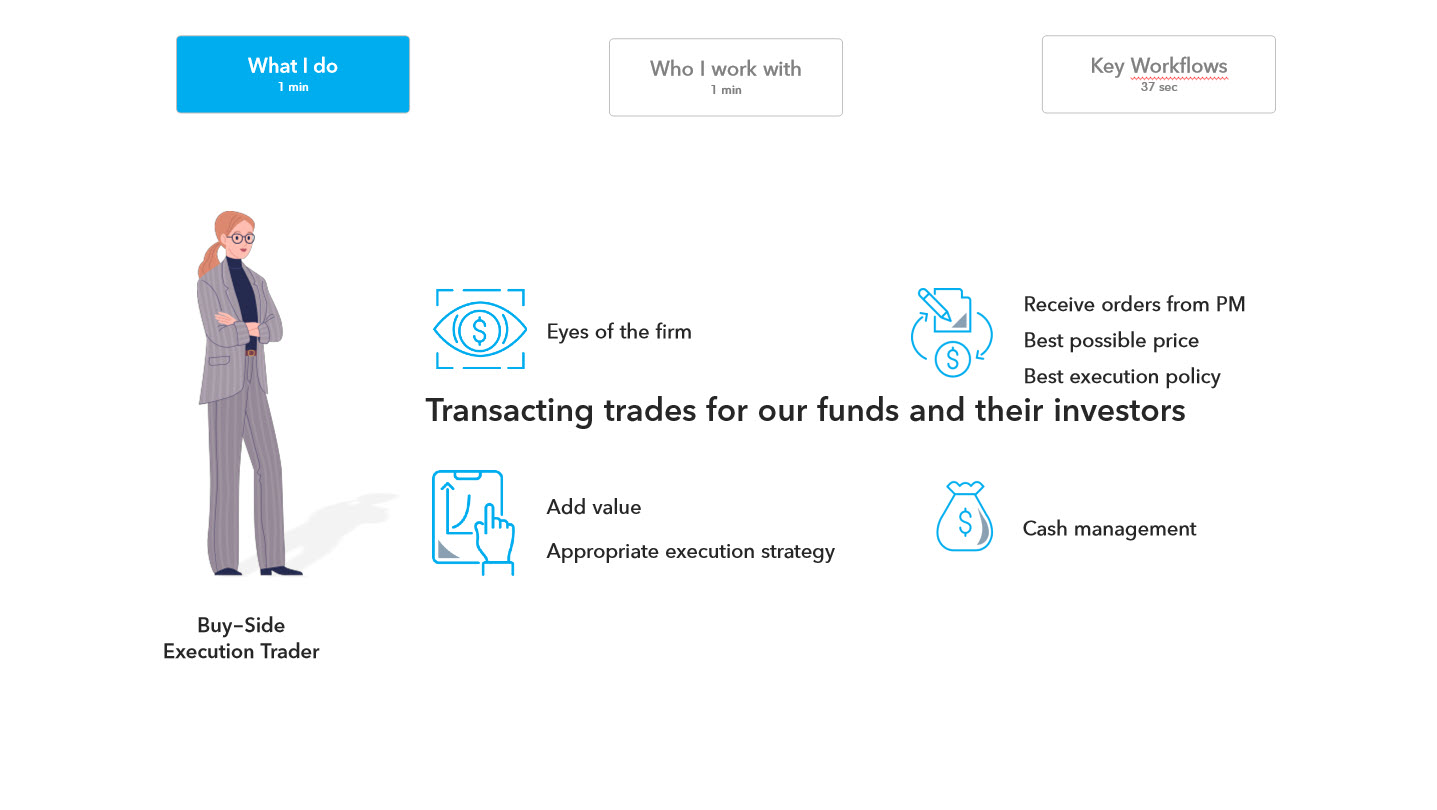 What I do
1 min
Who I work with
1 min
Key Workflows
37 sec
Eyes of the firm
Receive orders from PM
Best possible price
Best execution policy
Transacting trades for our funds and their investors
Add value
Appropriate execution strategy
Cash management
Buy–Side
Execution Trader